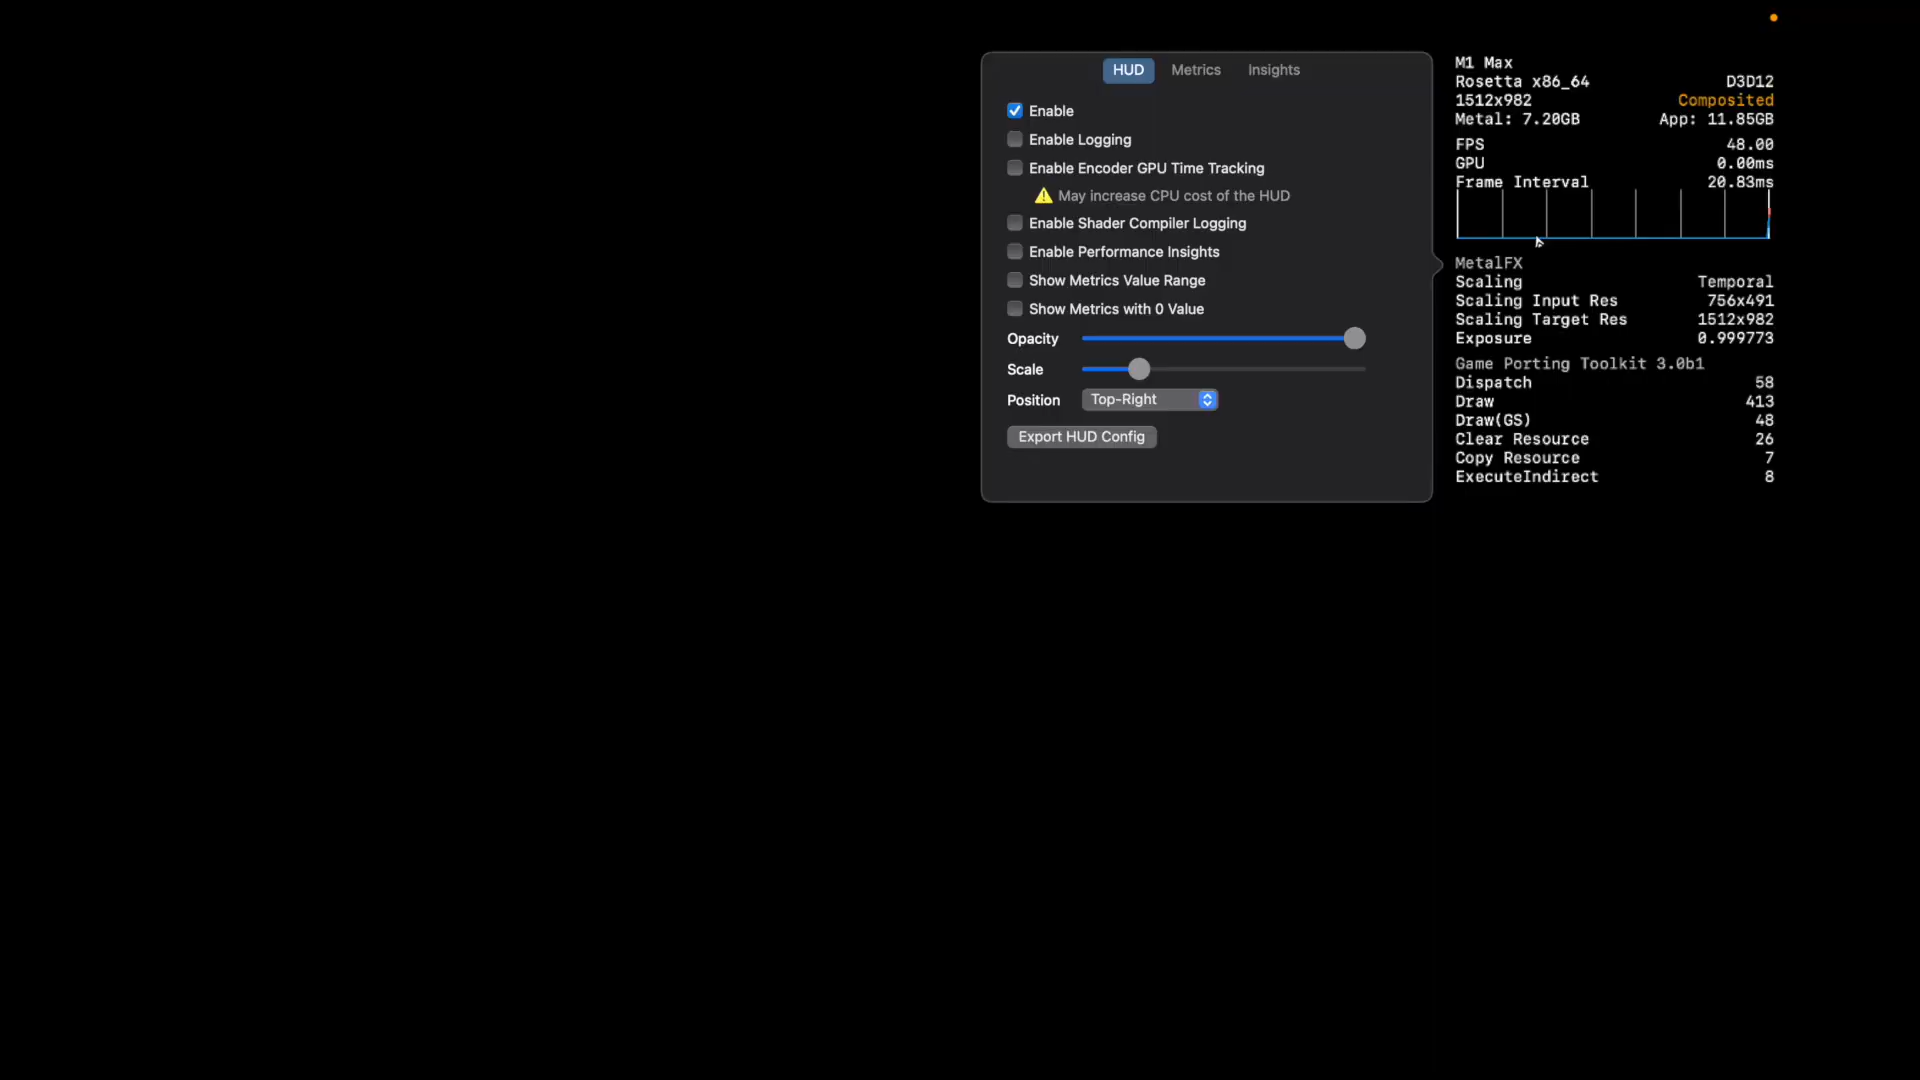 HUD Metrics Insights
Enable
Enable Logging
Enable Encoder GPU Time Tracking
May increase CPU cost of the HUD
Enable Shader Compiler Logging
Enable Performance Insights
Show Metrics Value Range
Show Metrics with 0 Value
Opacity
Scale
Position Top-Right
Export HUD Config
M1 Max
Rosetta x86_64 D3D12
1512x982 Composited
Metal: 7.20GB App: 11.85GB
FPS 48.00
GPU 0.00ms
Frame Interval 20.83ms
MetalFX
Scaling Temporal
Scaling Input Res 756x491
Scaling Target Res 1512x982
Exposure 0.999773
Game Porting Toolkit 3.0b1
Dispatch 58
Draw 413
Draw(GS) 48
Clear Resource 26
Copy Resource 7
ExecuteIndirect 8